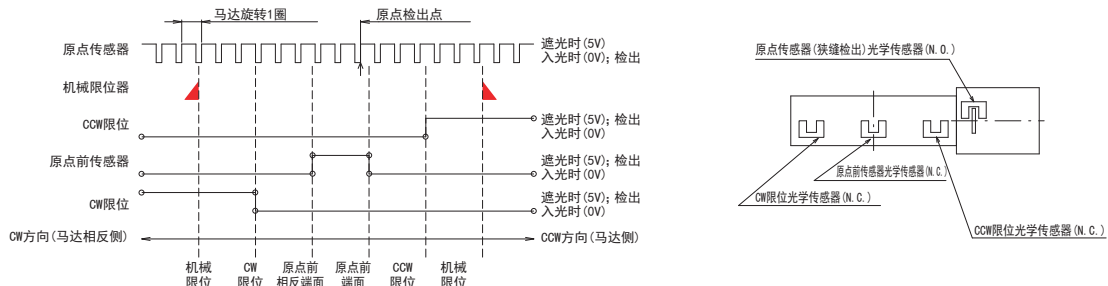 马达旋转1圈
原点检出点
原点传感器
遮光时(5V)
入光时(0V); 检出
机械限位器
CCW限位
遮光时(5V); 检出
入光时(0V)
原点前传感器
遮光时(5V); 检出
入光时(0V)
CW限位
遮光时(5V); 检出
入光时(0V)
CW方向(马达相反侧)
CCW方向(马达侧)
机械
限位
CW
限位
原点前
相反端面
原点前
端面
CCW
限位
机械
限位
原点传感器(狭缝检出)光学传感器(N.O.)
原点前传感器光学传感器(N.C.)
CW限位光学传感器(N.C.)
CCW限位光学传感器(N.C.)